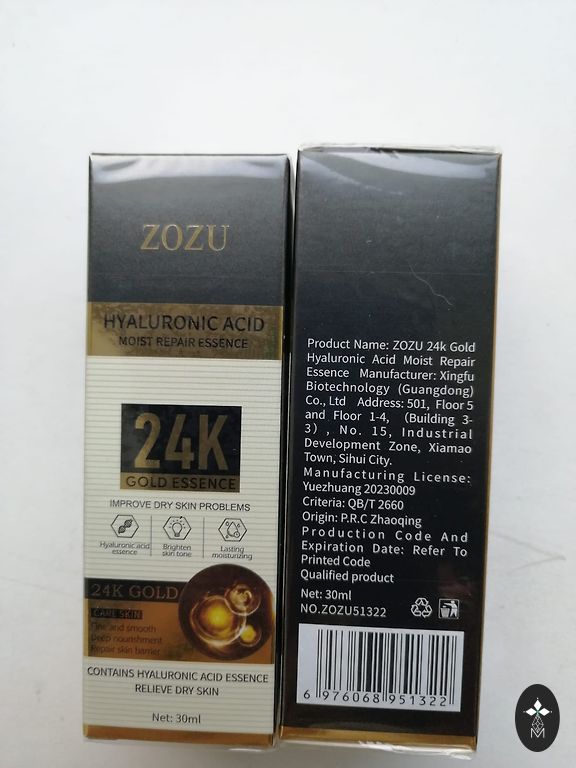 ZOZU
HYALURONIC ACID
MOIST REPAIR ESSENCE
24K
GOLD ESSENCE
IMPROVE DRY SKIN PROBLEMS
Hyaluronic acid
essence
Brighten
skin tone
Lasting
moisturizing
24K GOLD
CARE SKIN
Fine and smooth
Deep nourishment
Repair skin barrier
CONTAINS HYALURONIC ACID ESSENCE
RELIEVE DRY SKIN
Net: 30ml
Product Name: ZOZU 24k Gold
Hyaluronic Acid Moist Repair
Essence Manufacturer: Xingfu
Biotechnology (Guangdong)
Co., Ltd Address: 501, Floor 5
and Floor 1-4, (Building 3-
3) , No. 15, Industrial
Development Zone, Xiamao
Town, Sihui City.
Manufacturing License:
Yuezhuang 20230009
Criteria: QB/T 2660
Origin: P.R.C Zhaoqing
Production Code And
Expiration Date: Refer To
Printed Code
Qualified product
Net: 30ml
NO.ZOZU51322
6 976068 951322
M